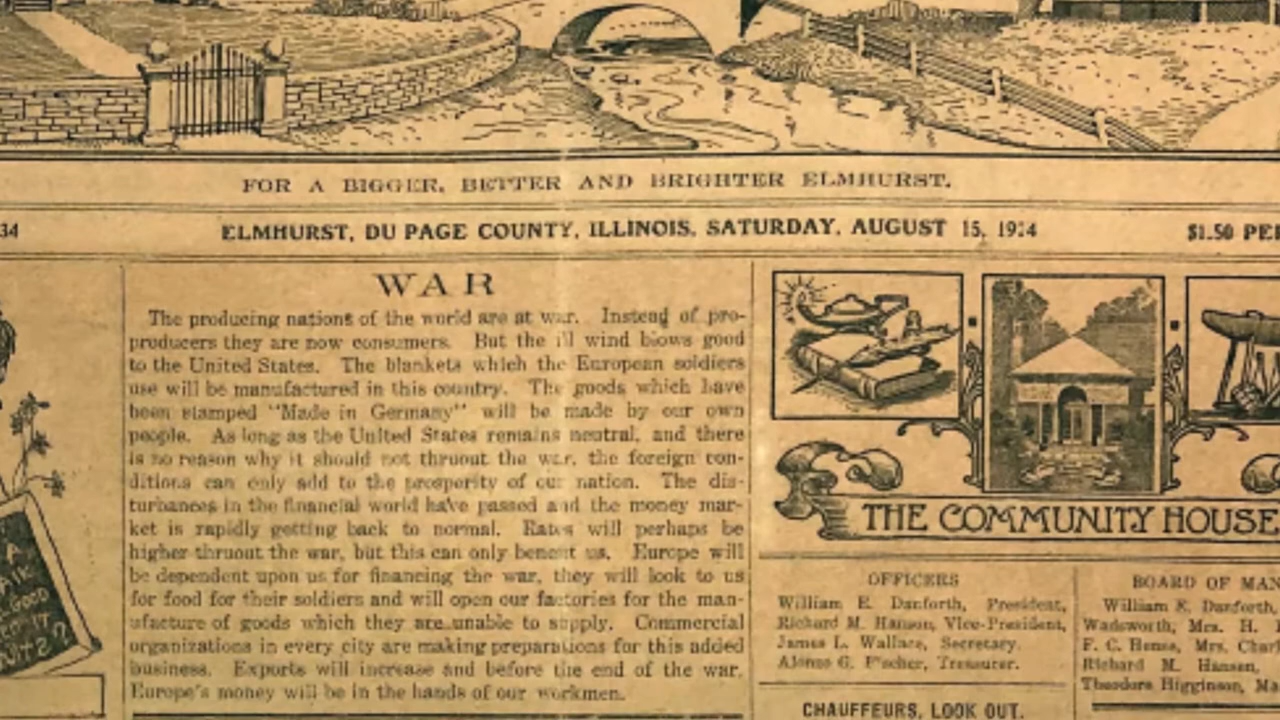 FOR A BIGGER, BETTER AND BRIGHTER ELMHURST.
34
ELMHURST, DU PAGE COUNTY, ILLINOIS, SATURDAY, AUGUST 15, 1914
$1.50 PER
WAR
The producing nations of the world are at war. Instead of pro-
producers they are now consumers. But the ill wind blows good
to the United States. The blankets which the European soldiers
use will be manufactured in this country. The goods which have
been stamped "Made in Germany" will be made by our own
people. As long as the United States remains neutral, and there
is no reason why it should not thruout the war, the foreign con-
ditions can only add to the prosperity of our nation. The dis-
turbances in the financial world have passed and the money mar-
ket is rapidly getting back to normal. Rates will perhaps be
higher thruout the war, but this can only benefit us. Europe will
be dependent upon us for financing the war, they will look to us
for food for their soldiers and will open our factories for the man-
ufacture of goods which they are unable to supply. Commercial
organizations in every city are making preparations for this added
business. Exports will increase and before the end of the war,
Europe's money will be in the hands of our workmen.
THE COMMUNITY HOUSE
OFFICERS
William E. Danforth, President,
Richard M. Hanson, Vice-President,
James L. Wallace, Secretary.
Alonzo G. Fischer, Treasurer.
CHAUFFEURS, LOOK OUT.
BOARD OF MAN
William E. Danforth,
Wadsworth, Mrs. H.
F. C. Hense, Mrs. Charl
Richard M. Hansen,
Theodore Higginson, Ma